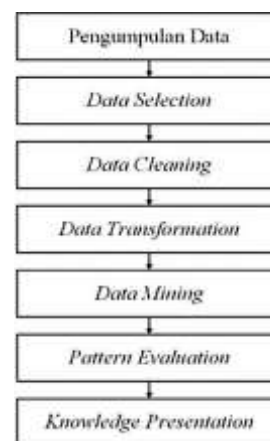 Pengumpulan Data
Data Selection
Data Cleaning
Data Transformation
Data Mining
Pattern Evaluation
Knowledge Presentation